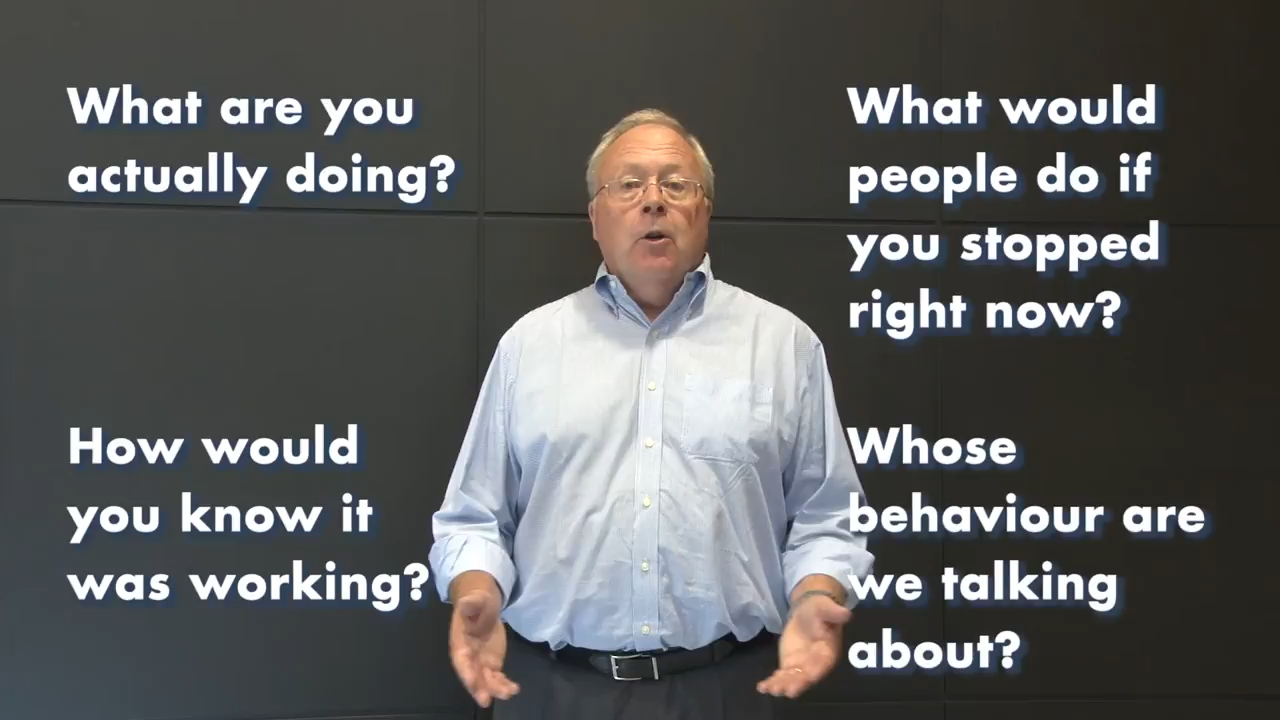 What are you
actually doing?
What would
people do if
you stopped
right now?
How would
you know it
was working?
Whose
behaviour are
we talking
about?